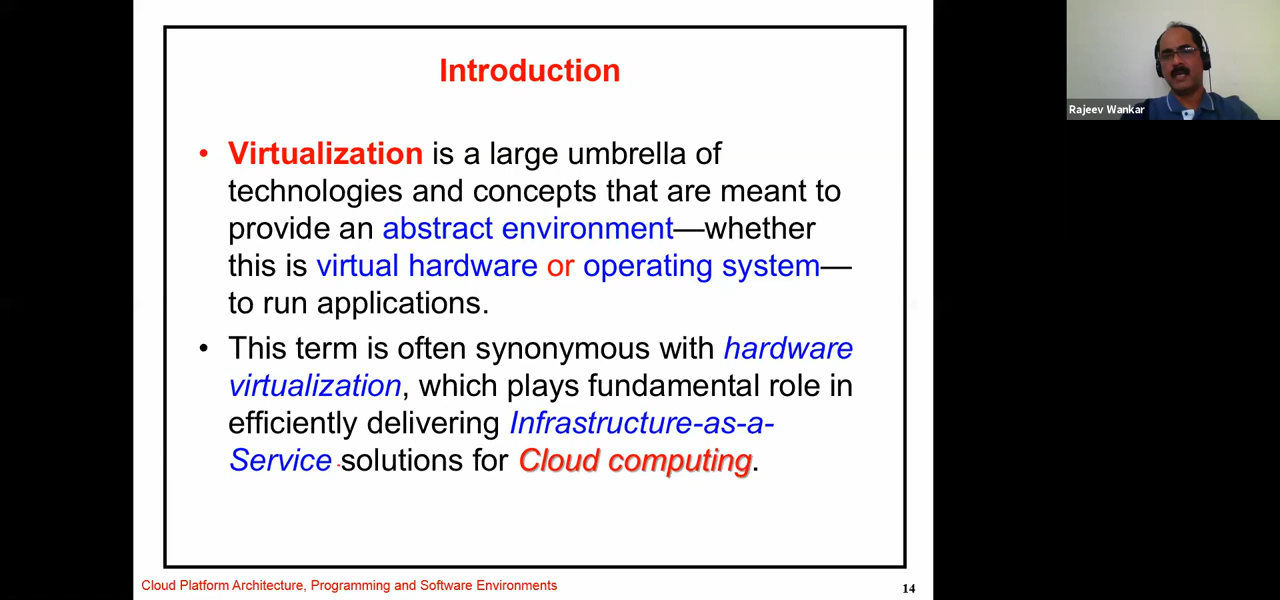 Introduction
• Virtualization is a large umbrella of
technologies and concepts that are meant to
provide an abstract environment—whether
this is virtual hardware or operating system—
to run applications.
• This term is often synonymous with hardware
virtualization, which plays fundamental role in
efficiently delivering Infrastructure-as-a-
Service solutions for Cloud computing.
Cloud Platform Architecture, Programming and Software Environments
14
Rajeev Wankar